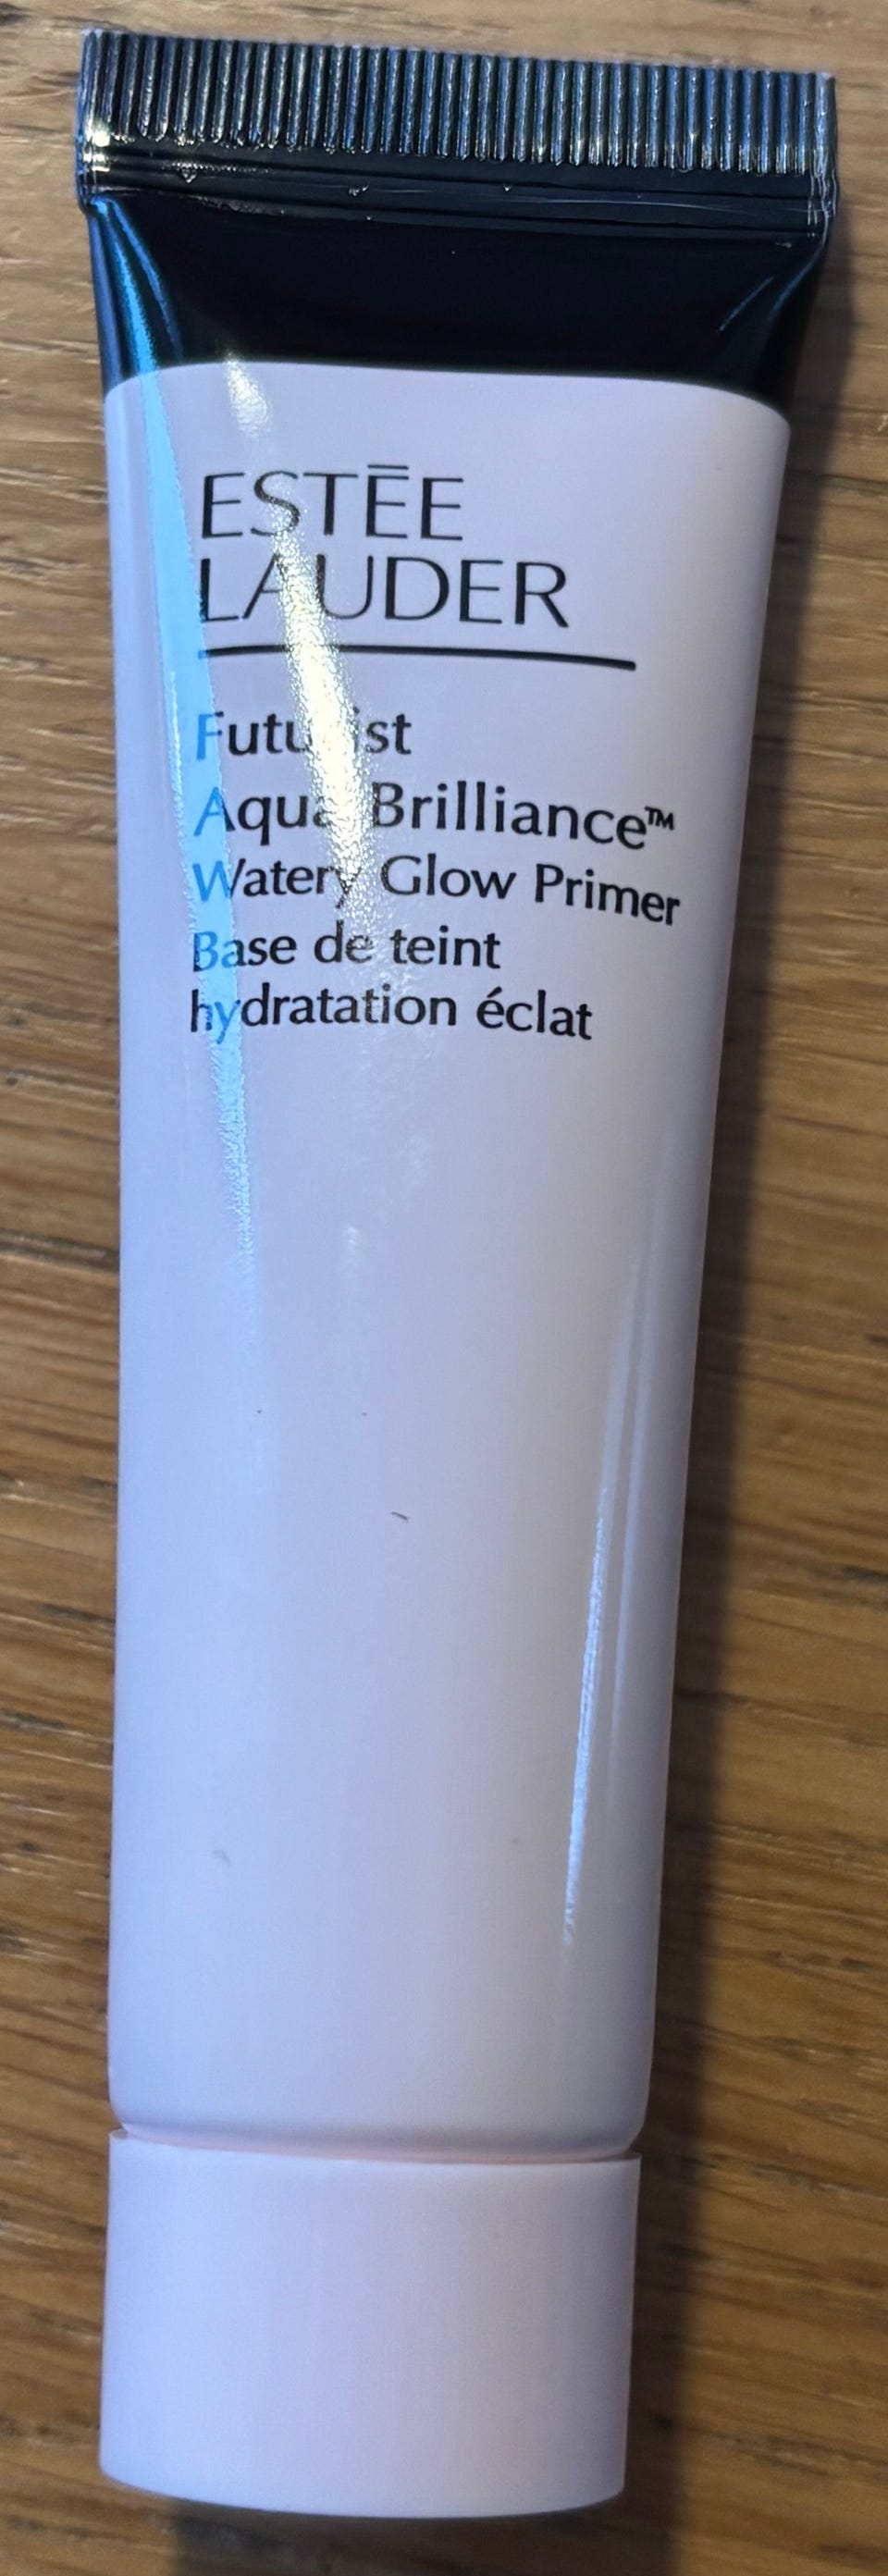 ESTĒE
LAUDER
Futurist
Aqua Brilliance™
Watery Glow Primer
Base de teint
hydratation éclat